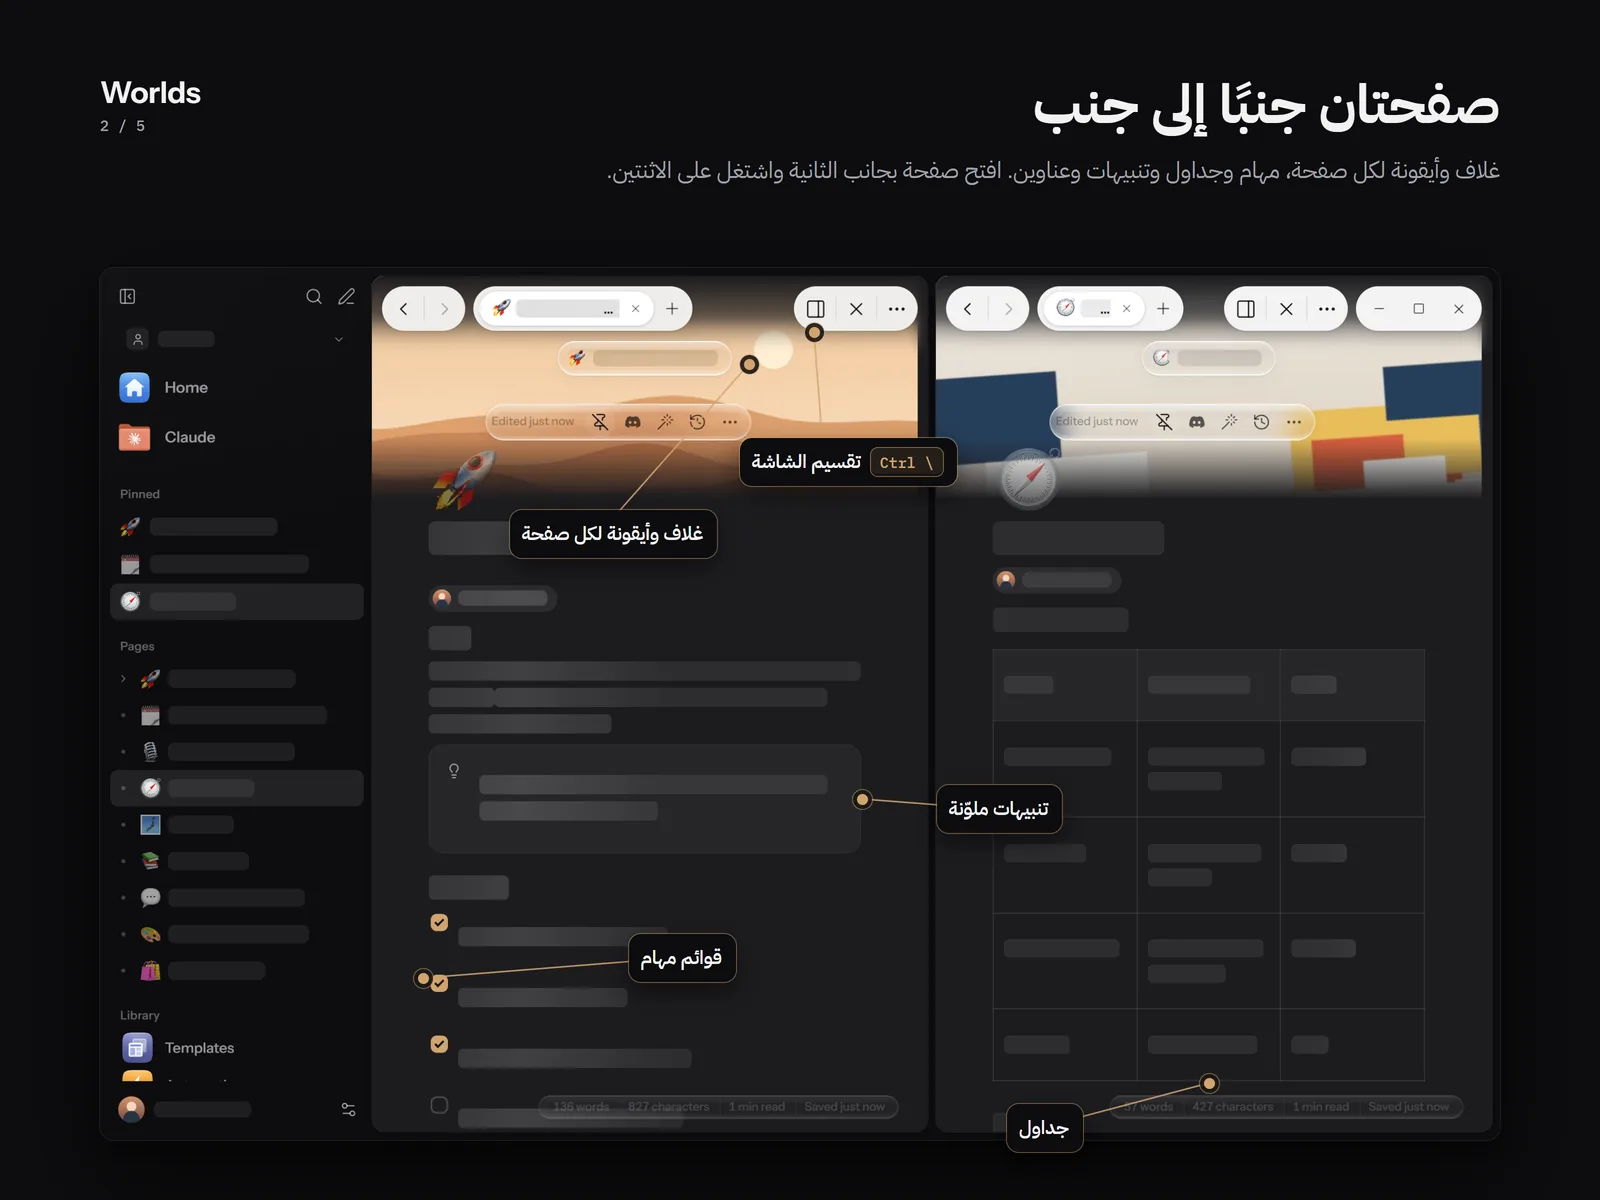 Worlds
2 / 5
صفحتان جنبًا إلى جنب
غلاف وأيقونة لكل صفحة، مهام وجداول وتنبيهات وعناوين. افتح صفحة بجانب الثانية واشتغل على الاثنتين.
Home
Claude
Pinned
Pages
Library
Templates
...
Edited just now
تقسيم الشاشة Ctrl \
غلاف وأيقونة لكل صفحة
قوائم مهام
136 words 827 characters 1 min read Saved just now
...
Edited just now
تنبيهات ملوّنة
جداول
57 words 427 characters 1 min read Saved just now